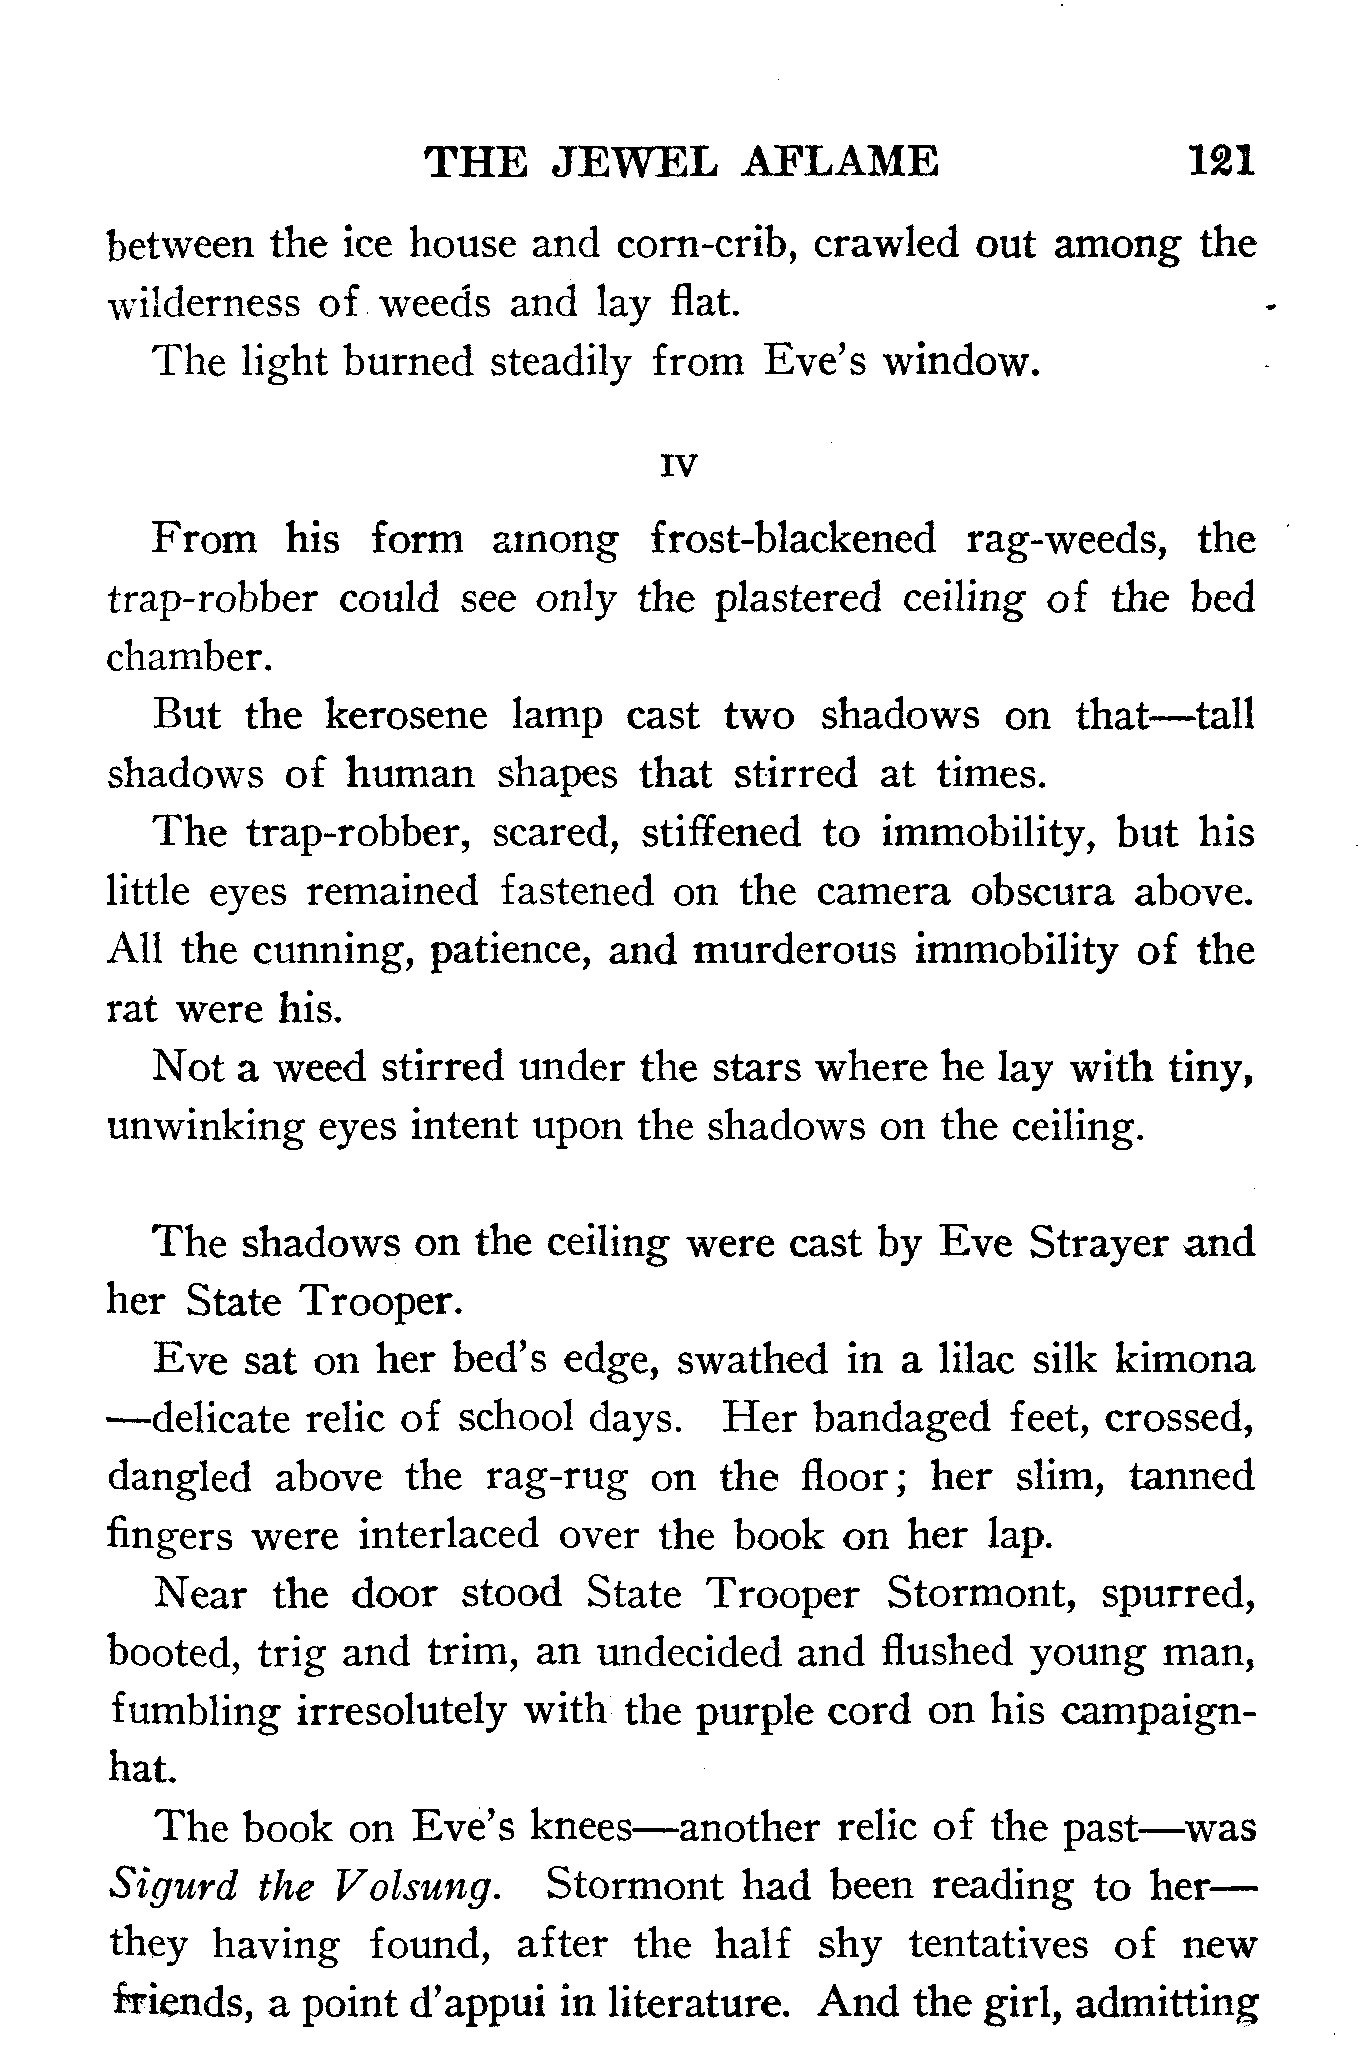 THE JEWEL AFLAME 121
between the ice house and corn-crib, crawled out among the
wilderness of weeds and lay flat.
The light burned steadily from Eve's window.
IV
From his form among frost-blackened rag-weeds, the
trap-robber could see only the plastered ceiling of the bed
chamber.
But the kerosene lamp cast two shadows on that—tall
shadows of human shapes that stirred at times.
The trap-robber, scared, stiffened to immobility, but his
little eyes remained fastened on the camera obscura above.
All the cunning, patience, and murderous immobility of the
rat were his.
Not a weed stirred under the stars where he lay with tiny,
unwinking eyes intent upon the shadows on the ceiling.
The shadows on the ceiling were cast by Eve Strayer and
her State Trooper.
Eve sat on her bed's edge, swathed in a lilac silk kimona
—delicate relic of school days. Her bandaged feet, crossed,
dangled above the rag-rug on the floor; her slim, tanned
fingers were interlaced over the book on her lap.
Near the door stood State Trooper Stormont, spurred,
booted, trig and trim, an undecided and flushed young man,
fumbling irresolutely with the purple cord on his campaign-
hat.
The book on Eve's knees—another relic of the past—was
Sigurd the Volsung. Stormont had been reading to her—
they having found, after the half shy tentatives of new
friends, a point d'appui in literature. And the girl, admitting